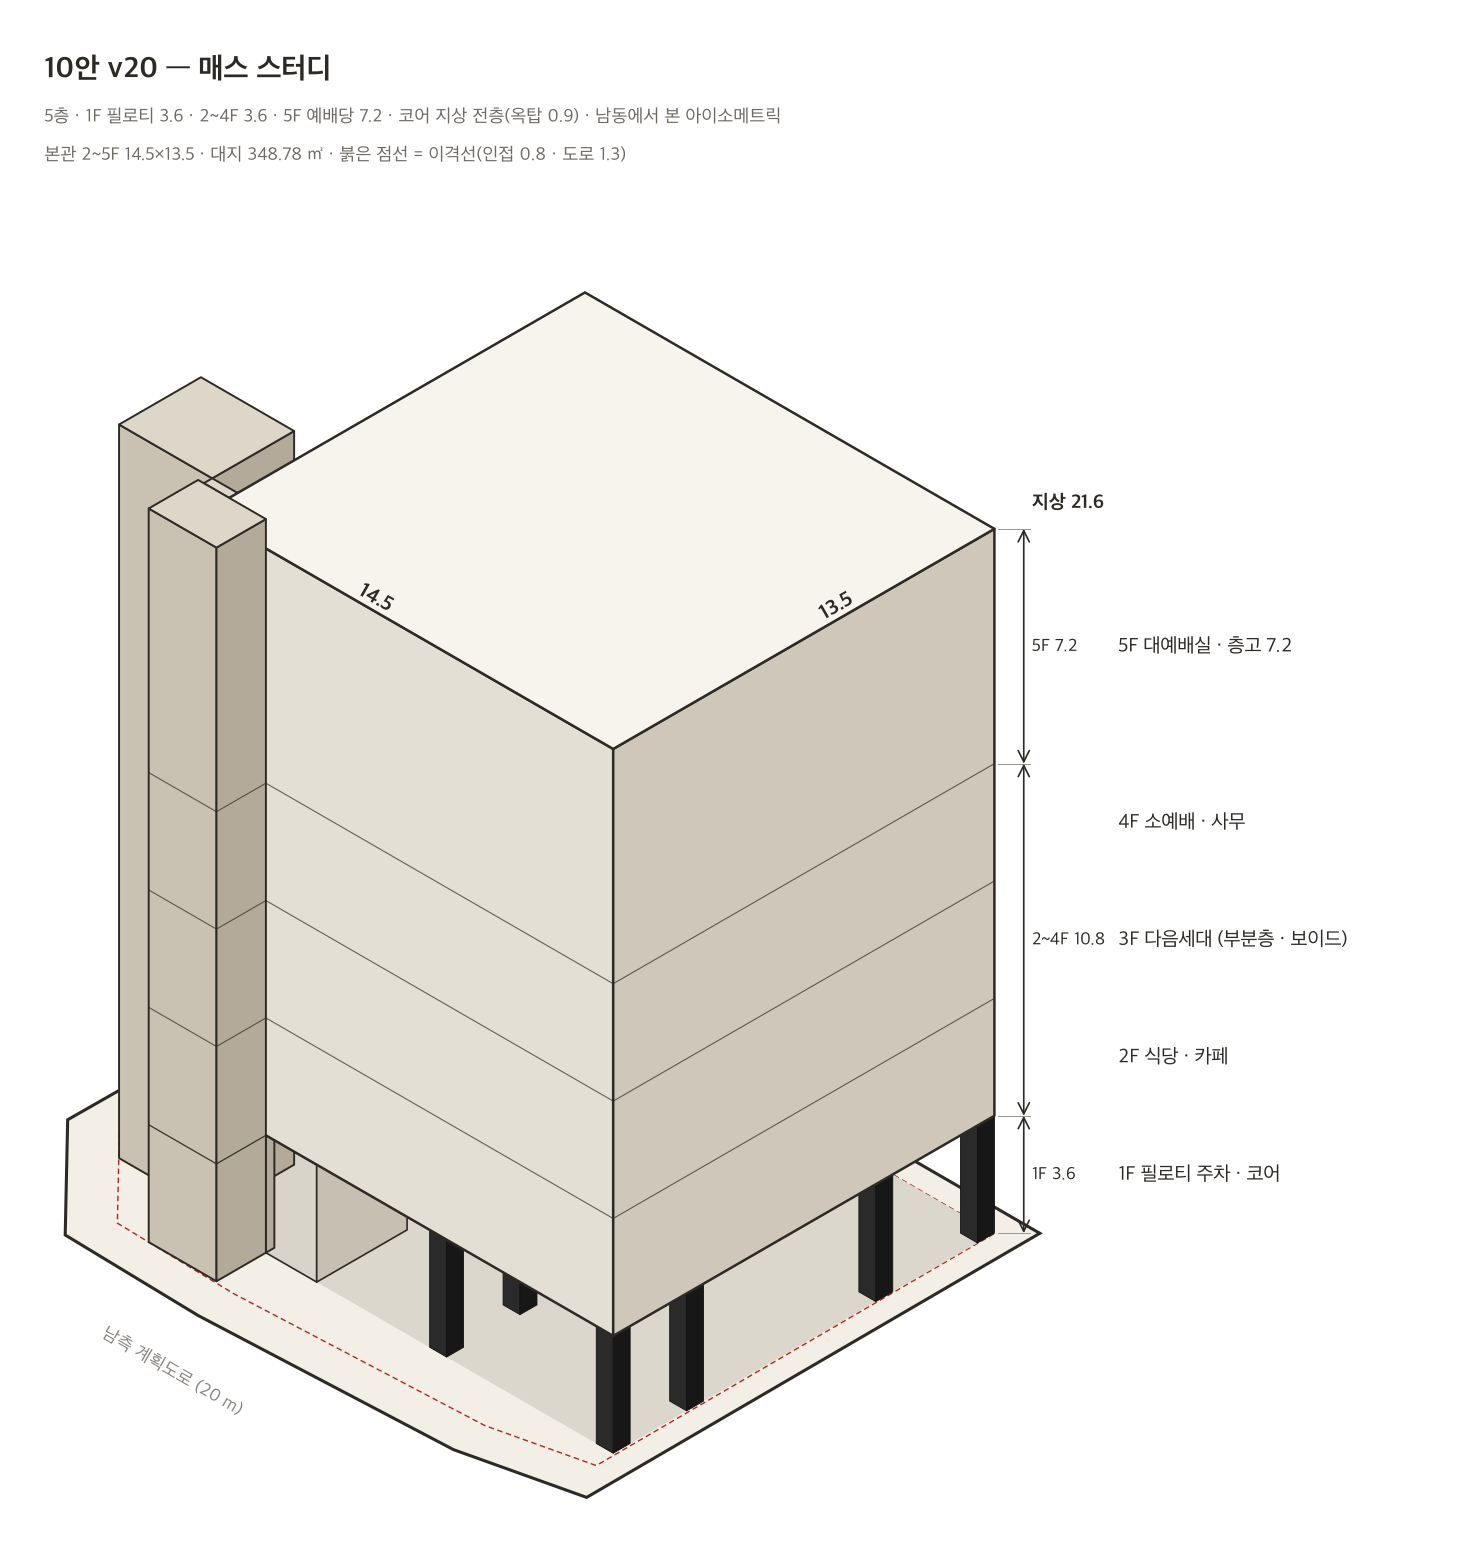 10안 v20 — 매스 스터디
5층 · 1F 필로티 3.6 · 2~4F 3.6 · 5F 예배당 7.2 · 코어 지상 전층(옥탑 0.9) · 남동에서 본 아이소메트릭
본관 2~5F 14.5×13.5 · 대지 348.78 ㎡ · 붉은 점선 = 이격선(인접 0.8 · 도로 1.3)
지상 21.6
14.5
13.5
5F 7.2
5F 대예배실 · 층고 7.2
4F 소예배 · 사무
2~4F 10.8
3F 다음세대 (부분층 · 보이드)
2F 식당 · 카페
1F 3.6
1F 필로티 주차 · 코어
남측 계획도로 (20 m)